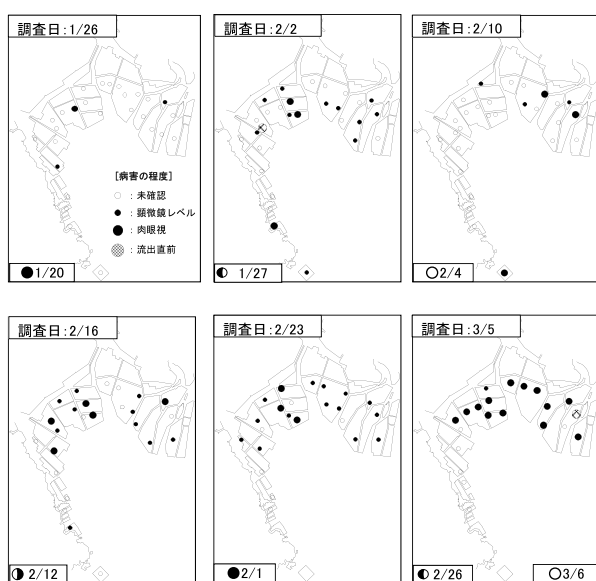 調査日:1/26
調査日:2/2
調査日:2/10
[病害の程度]
○ : 未確認
● : 顕微鏡レベル
● : 肉眼視
: 流出直前
●1/20
◐ 1/27
○2/4
調査日:2/16
調査日:2/23
調査日:3/5
◑ 2/12
●2/1
◐ 2/26
○3/6